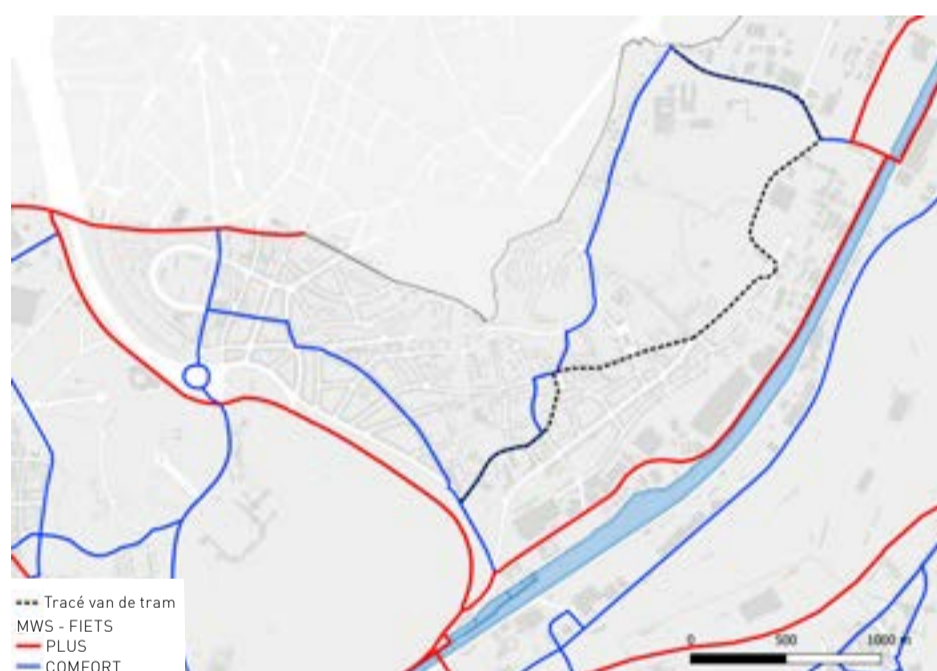 Tracé van de tram
MWS - FIETS
PLUS
COMFORT
0 500 1000 m